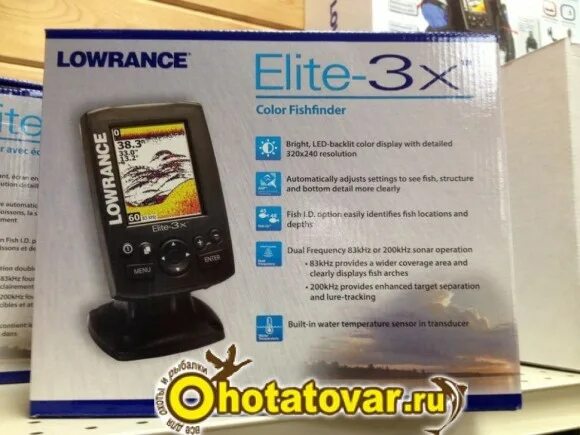 LOWRANCE
Elite-3x™
Color Fishfinder
Bright, LED-backlit color display with detailed
320x240 resolution
Automatically adjusts settings to see fish, structure
and bottom detail more clearly
Fish I.D. option easily identifies fish locations and
depths
Dual Frequency 83kHz or 200kHz sonar operation
• 83kHz provides a wider coverage area and
clearly displays fish arches
• 200kHz provides enhanced target separation
and lure-tracking
Built-in water temperature sensor in transducer
LOWRANCE
0
38.3
60
Elite-3x
MENU
ENTER
все для охоты и рыбалки
Ohotatovar.ru